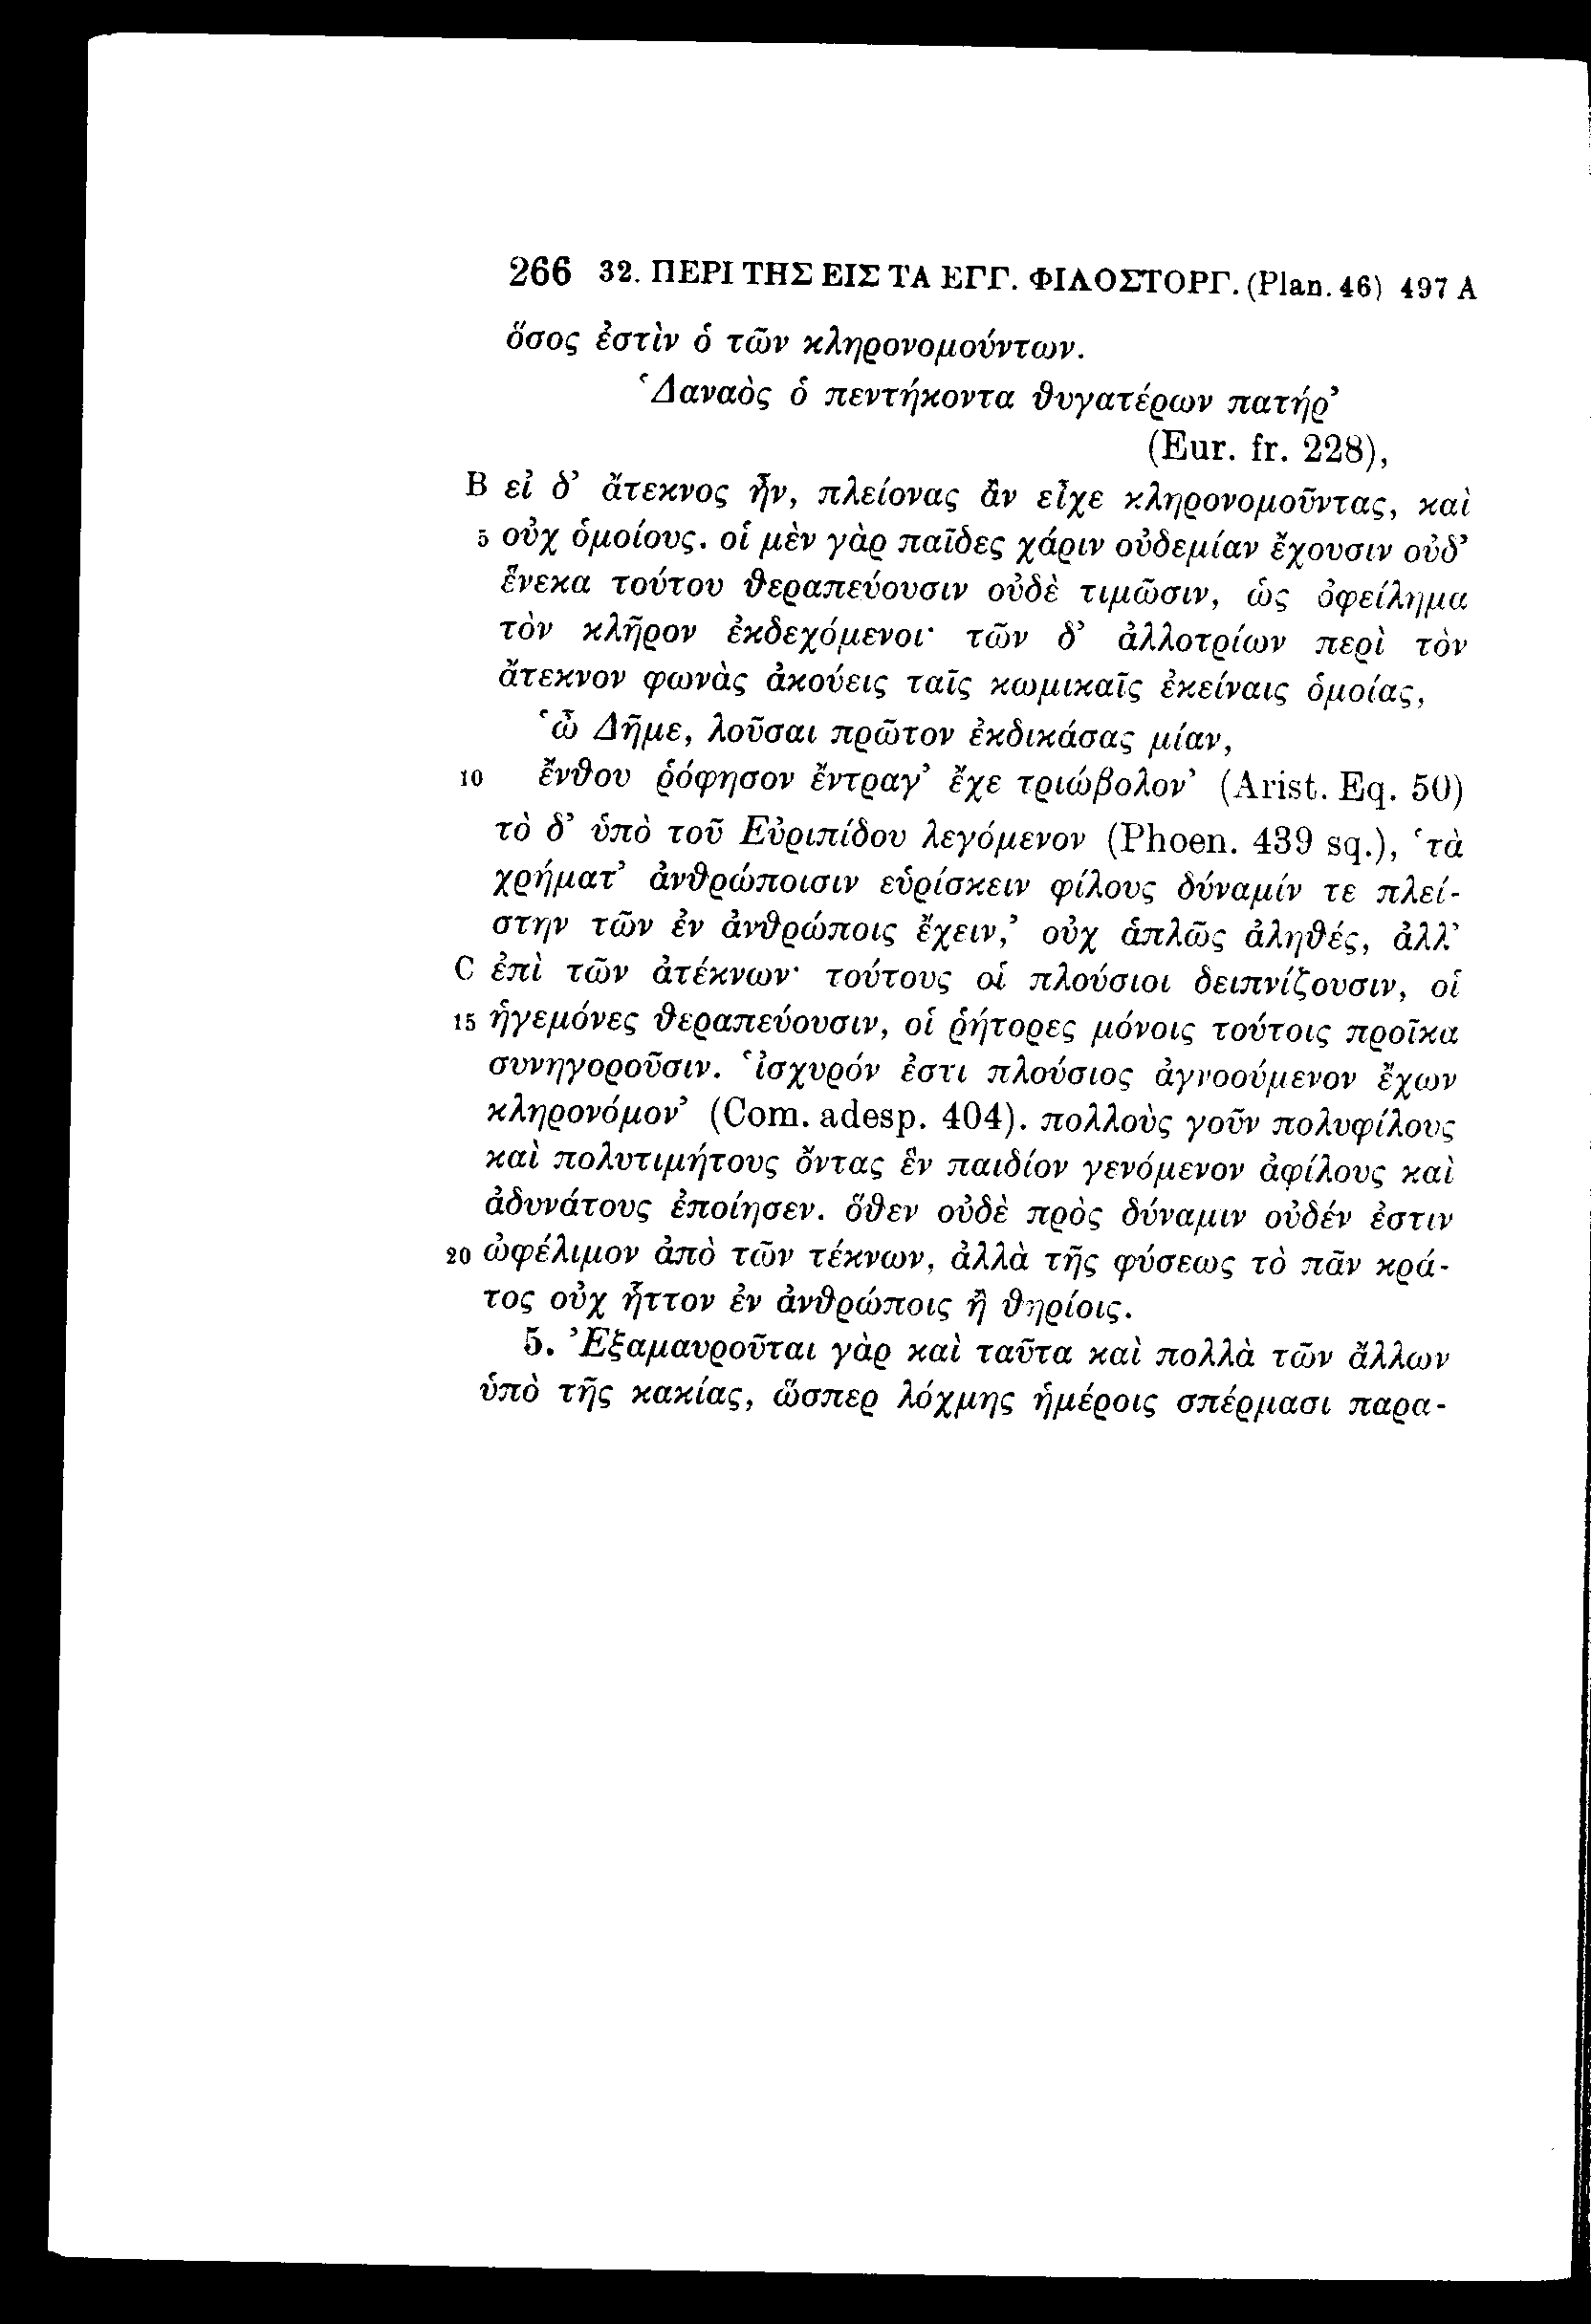 266 32. ΠΕΡΙ ΤΗΣ ΕΙΣ ΤΑ ΕΓΓ. ΦΙΛΟΣΤΟΡΓ. (Plan. 46) 497 A
ὅσος ἐστὶν ὁ τῶν κληρονομούντων.
‘Δαναὸς ὁ πεντήκοντα θυγατέρων πατήρ’
(Eur. fr. 228),
B εἰ δ’ ἄτεκνος ἦν, πλείονας ἂν εἶχε κληρονομοῦντας, καὶ
5 οὐχ ὁμοίους. οἱ μὲν γὰρ παῖδες χάριν οὐδεμίαν ἔχουσιν οὐδ’
ἕνεκα τούτου θεραπεύουσιν οὐδὲ τιμῶσιν, ὡς ὀφείλημα
τὸν κλῆρον ἐκδεχόμενοι· τῶν δ’ ἀλλοτρίων περὶ τὸν
ἄτεκνον φωνὰς ἀκούεις ταῖς κωμικαῖς ἐκείναις ὁμοίας,
‘ὦ Δῆμε, λοῦσαι πρῶτον ἐκδικάσας μίαν,
10 ἔνθου ῥόφησον ἔντραγ’ ἔχε τριώβολον’ (Arist. Eq. 50)
τὸ δ’ ὑπὸ τοῦ Εὐριπίδου λεγόμενον (Phoen. 439 sq.), ‘τὰ
χρήματ’ ἀνθρώποισιν εὑρίσκειν φίλους δύναμίν τε πλεί-
στην τῶν ἐν ἀνθρώποις ἔχειν,’ οὐχ ἁπλῶς ἀληθές, ἀλλ’
C ἐπὶ τῶν ἀτέκνων· τούτους οἱ πλούσιοι δειπνίζουσιν, οἱ
15 ἡγεμόνες θεραπεύουσιν, οἱ ῥήτορες μόνοις τούτοις προῖκα
συνηγοροῦσιν. ‘ἰσχυρόν ἐστι πλούσιος ἀγνοούμενον ἔχων
κληρονόμον’ (Com. adesp. 404). πολλοὺς γοῦν πολυφίλους
καὶ πολυτιμήτους ὄντας ἓν παιδίον γενόμενον ἀφίλους καὶ
ἀδυνάτους ἐποίησεν. ὅθεν οὐδὲ πρὸς δύναμιν οὐδέν ἐστιν
20 ὠφέλιμον ἀπὸ τῶν τέκνων, ἀλλὰ τῆς φύσεως τὸ πᾶν κρά-
τος οὐχ ἧττον ἐν ἀνθρώποις ἢ θηρίοις.
5. Ἐξαμαυροῦται γὰρ καὶ ταῦτα καὶ πολλὰ τῶν ἄλλων
ὑπὸ τῆς κακίας, ὥσπερ λόχμης ἡμέροις σπέρμασι παρα-